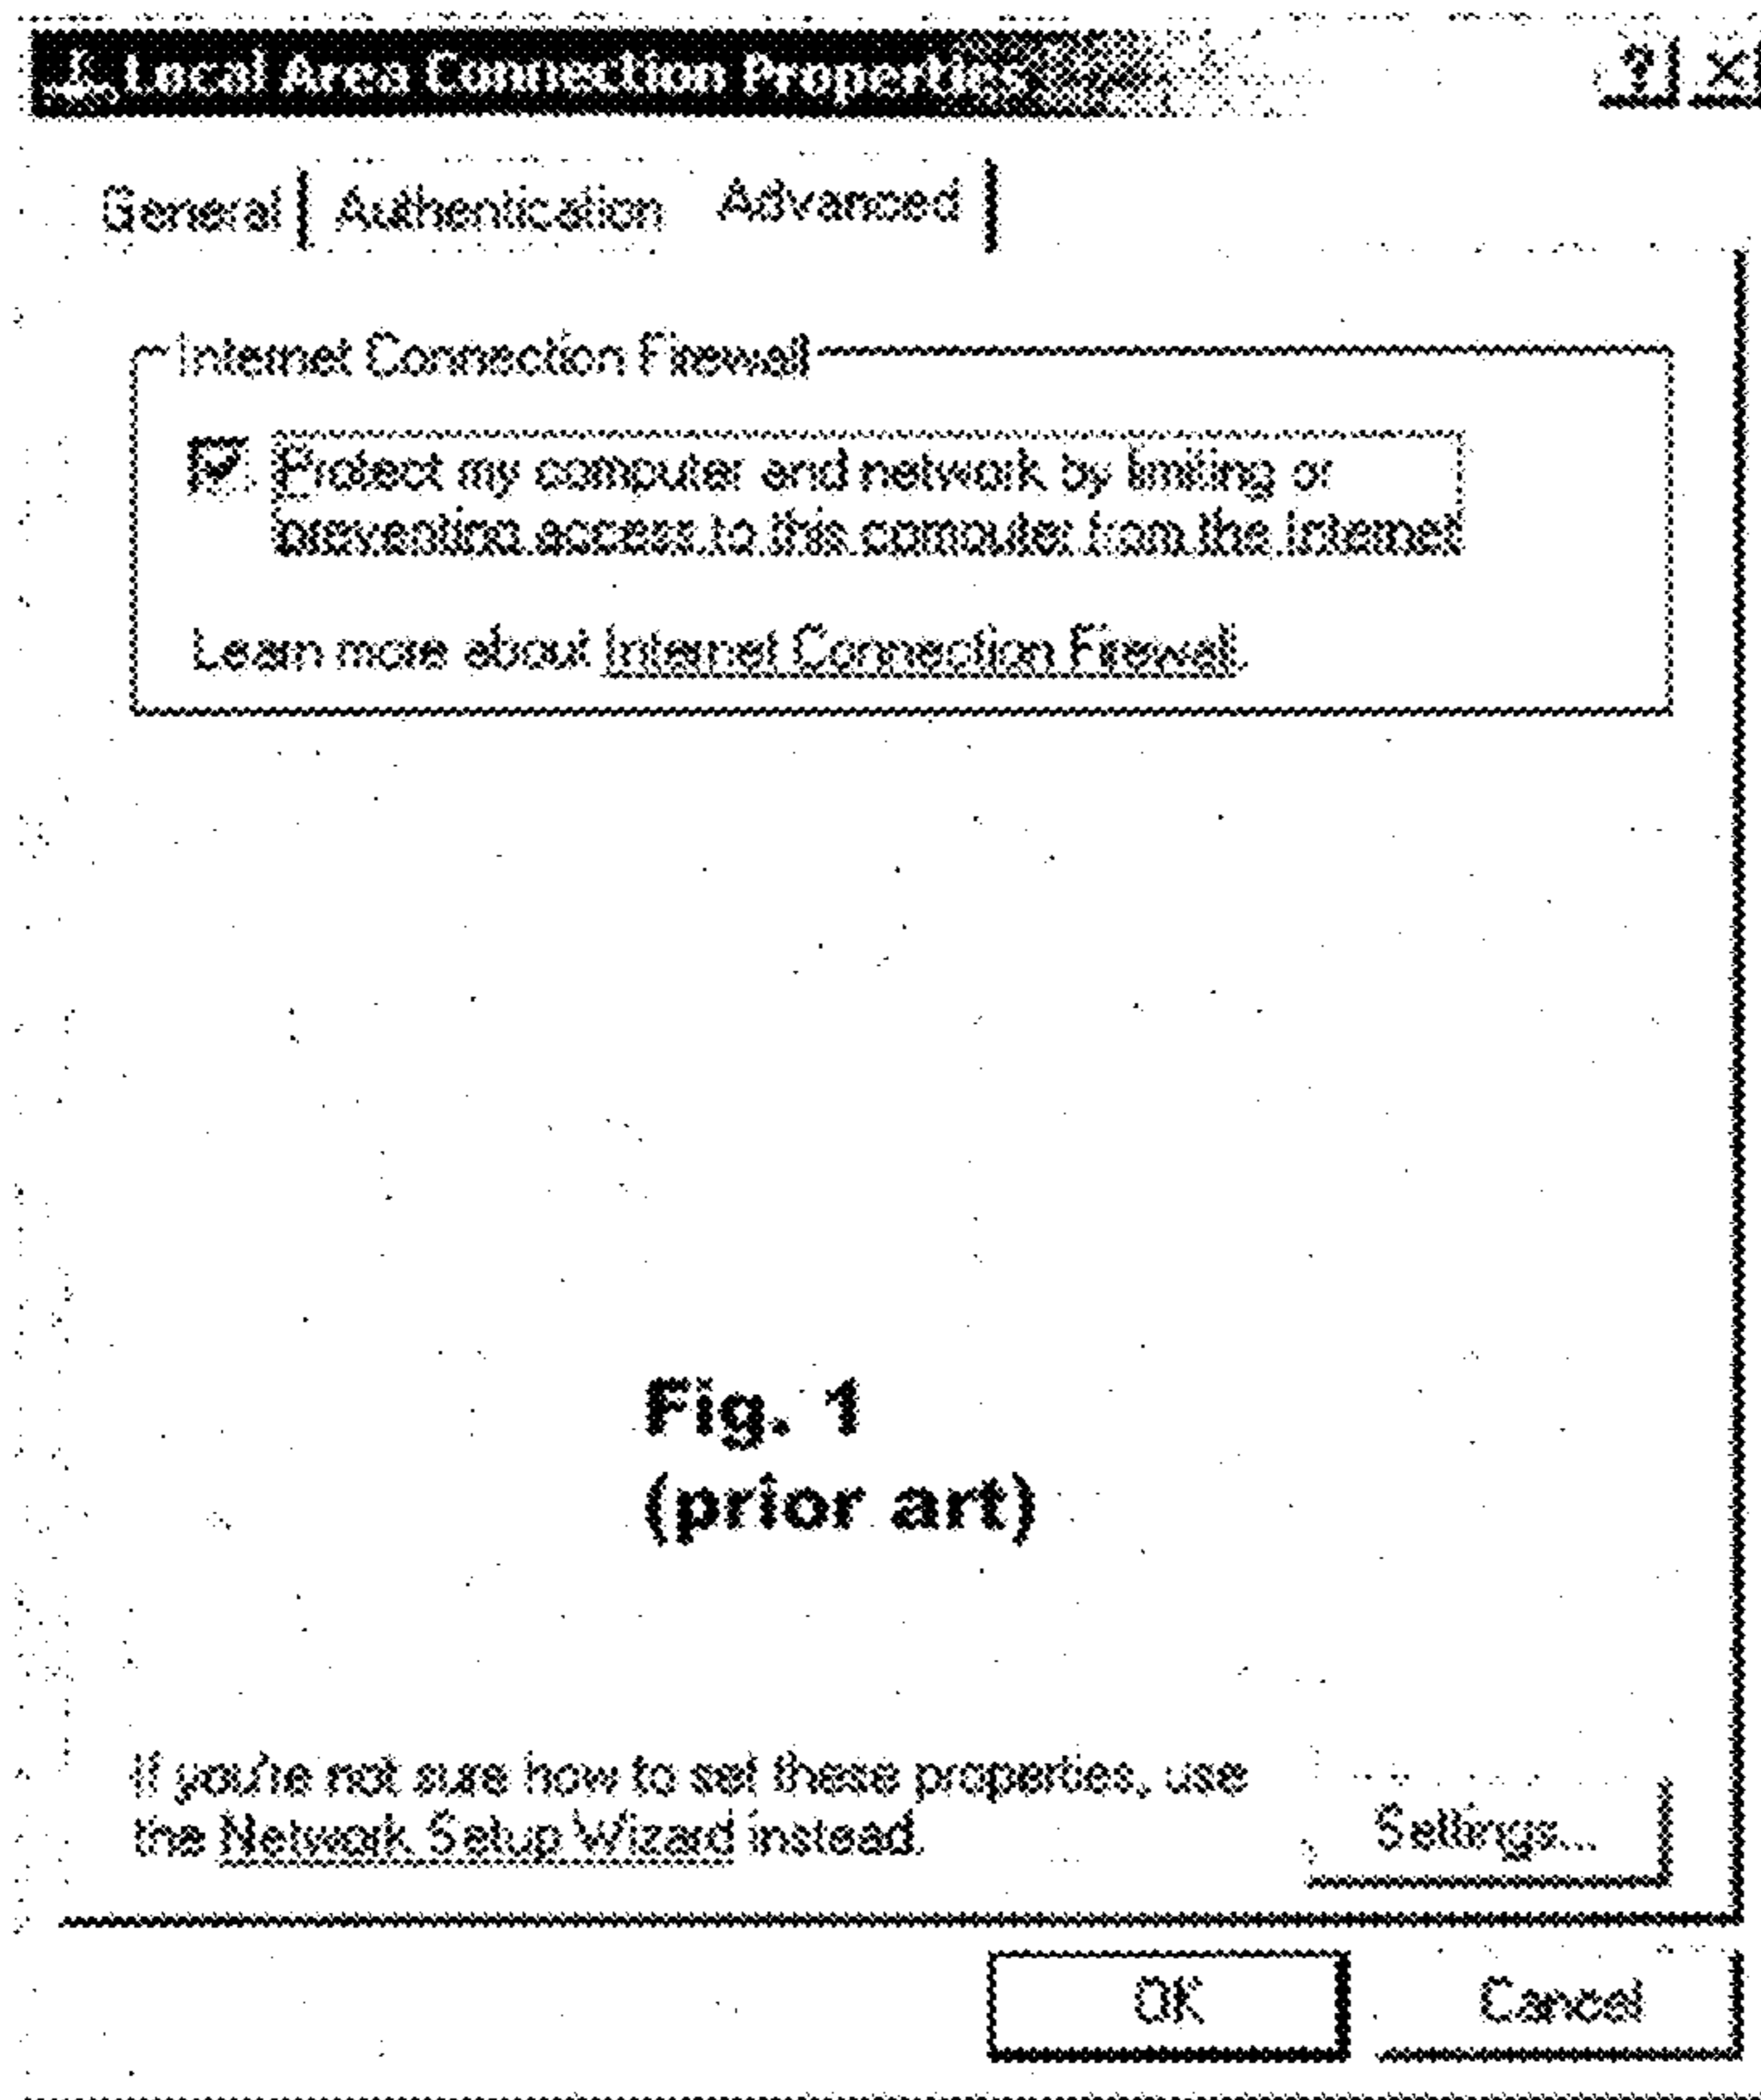 Local Area Connection Properties
? ×
General Authentication Advanced
Internet Connection Firewall
Protect my computer and network by limiting or
preventing access to this computer from the Internet
Learn more about Internet Connection Firewall.
Fig. 1
(prior art)
If you're not sure how to set these properties, use
the Network Setup Wizard instead.
Settings...
OK Cancel